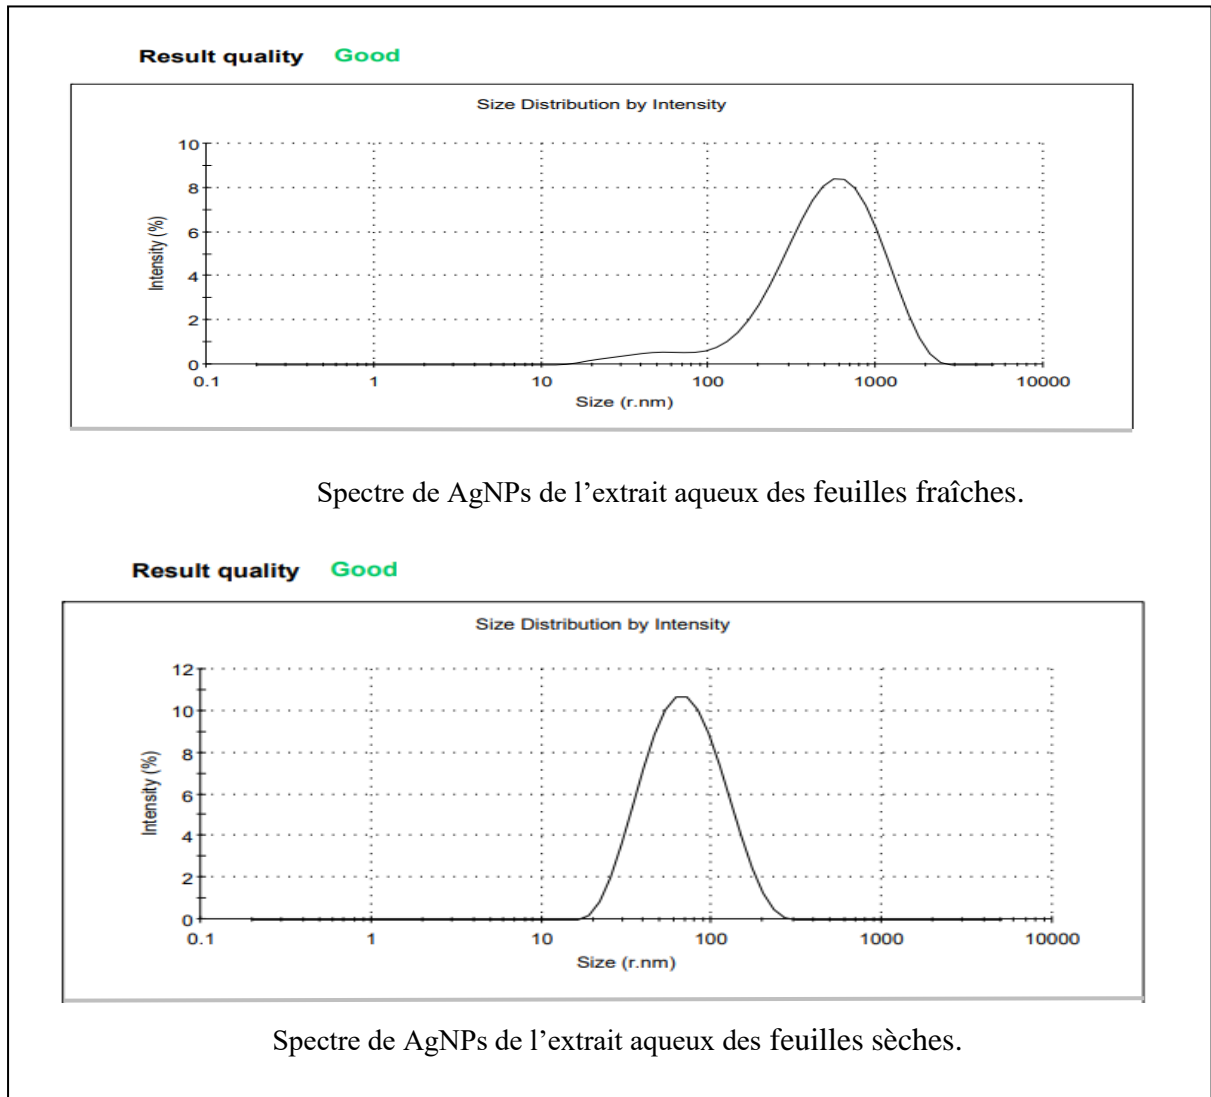 Result quality Good
Size Distribution by Intensity
10
8
6
4
2
0
Intensity (%)
0.1 1 10 100 1000 10000
Size (r.nm)
Spectre de AgNPs de l’extrait aqueux des feuilles fraîches.
Result quality Good
Size Distribution by Intensity
12
10
8
6
4
2
0
Intensity (%)
0.1 1 10 100 1000 10000
Size (r.nm)
Spectre de AgNPs de l’extrait aqueux des feuilles sèches.